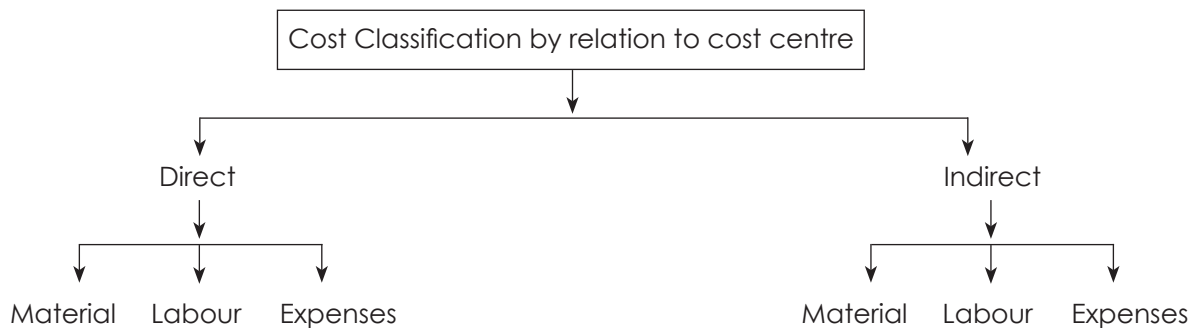 Cost Classification by relation to cost centre
Direct
Indirect
Material Labour Expenses
Material Labour Expenses